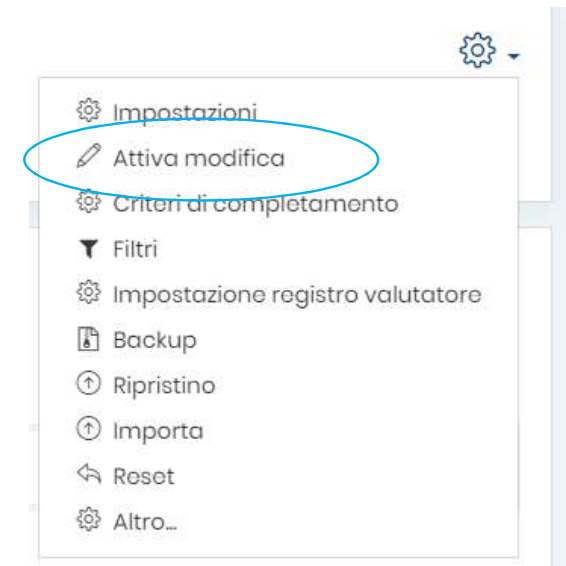 Impostazioni
Attiva modifica
Criteri di completamento
Filtri
Impostazione registro valutatore
Backup
Ripristino
Importa
Reset
Altro...